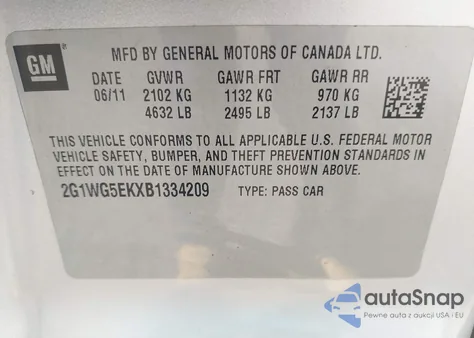 GM
MFD BY GENERAL MOTORS OF CANADA LTD.
DATE GVWR GAWR FRT GAWR RR
06/11 2102 KG 1132 KG 970 KG
4632 LB 2495 LB 2137 LB
THIS VEHICLE CONFORMS TO ALL APPLICABLE U.S. FEDERAL MOTOR
VEHICLE SAFETY, BUMPER, AND THEFT PREVENTION STANDARDS IN
EFFECT ON THE DATE OF MANUFACTURE SHOWN ABOVE.
2G1WG5EKXB1334209 TYPE: PASS CAR
autoSnap
Pewne auta z aukcji USA i EU